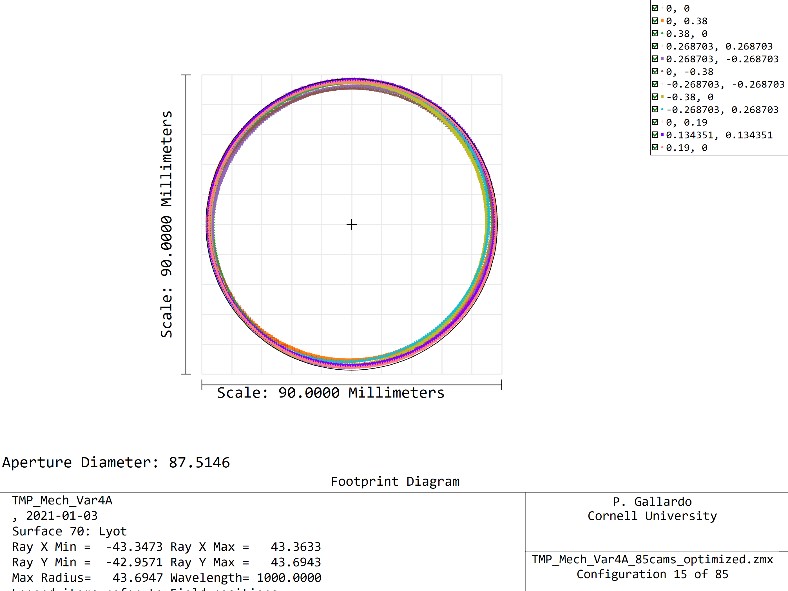 0, 0
0, 0.38
0.38, 0
0.268703, 0.268703
0.268703, -0.268703
0, -0.38
-0.268703, -0.268703
-0.38, 0
-0.268703, 0.268703
0, 0.19
0.134351, 0.134351
0.19, 0
Scale: 90.0000 Millimeters
Scale: 90.0000 Millimeters
Aperture Diameter: 87.5146
Footprint Diagram
TMP_Mech_Var4A
, 2021-01-03
Surface 70: Lyot
Ray X Min = -43.3473 Ray X Max = 43.3633
Ray Y Min = -42.9571 Ray Y Max = 43.6943
Max Radius= 43.6947 Wavelength= 1000.0000
P. Gallardo
Cornell University
TMP_Mech_Var4A_85cams_optimized.zmx
Configuration 15 of 85